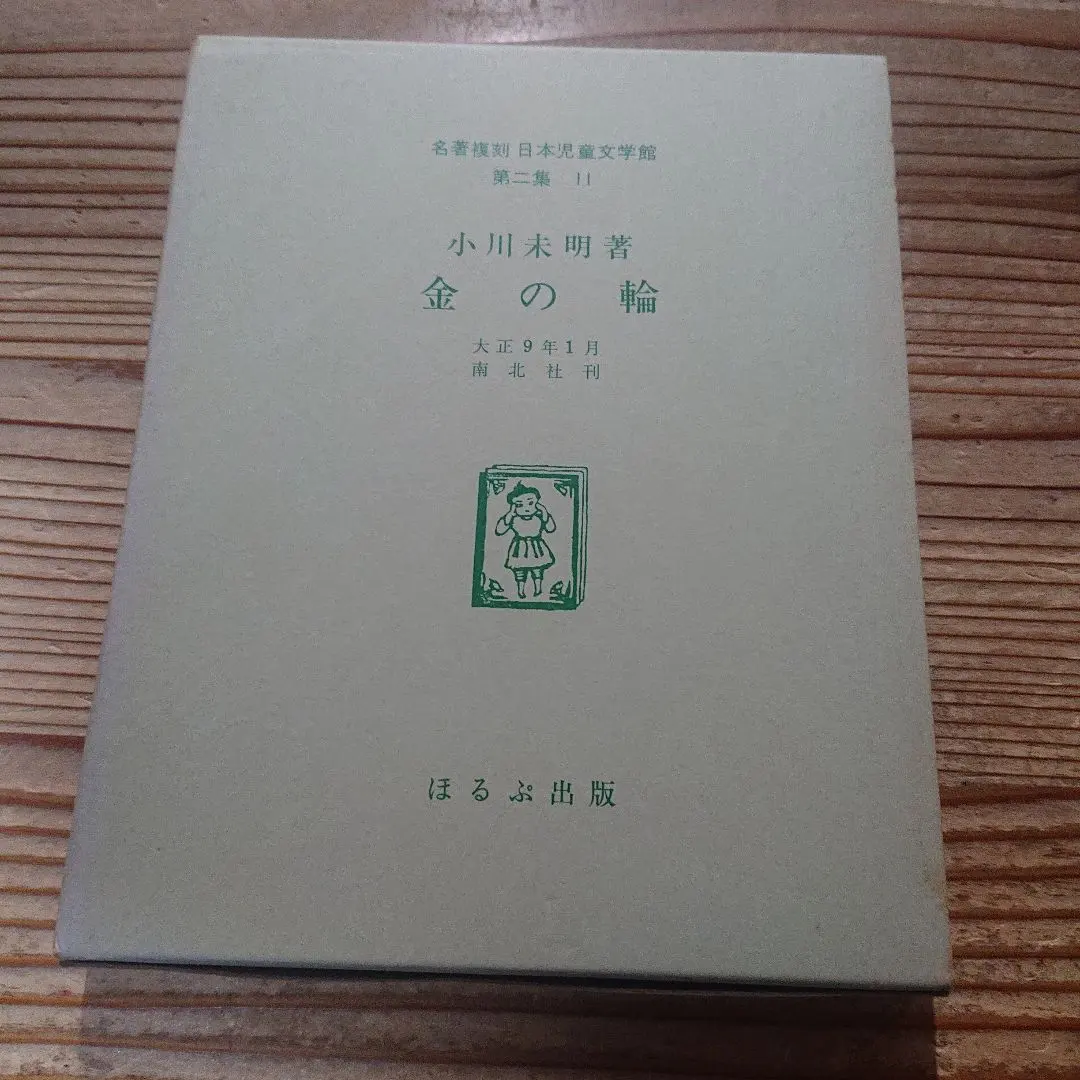 名著複刻 日本児童文学館
第二集 11
小川未明著
金の輪
大正9年1月
南北社刊
ほるぷ出版